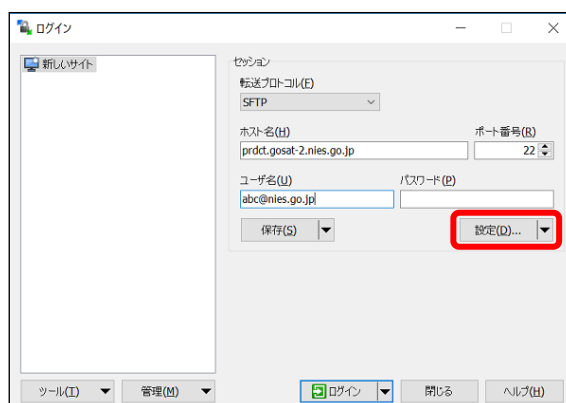 ログイン
新しいサイト
セッション
転送プロトコル(F)
SFTP
ホスト名(H)
ポート番号(R)
prdct.gosat-2.nies.go.jp
22
ユーザ名(U)
パスワード(P)
abc@nies.go.jp
保存(S)
設定(D)...
ツール(T)
管理(M)
ログイン
閉じる
ヘルプ(H)